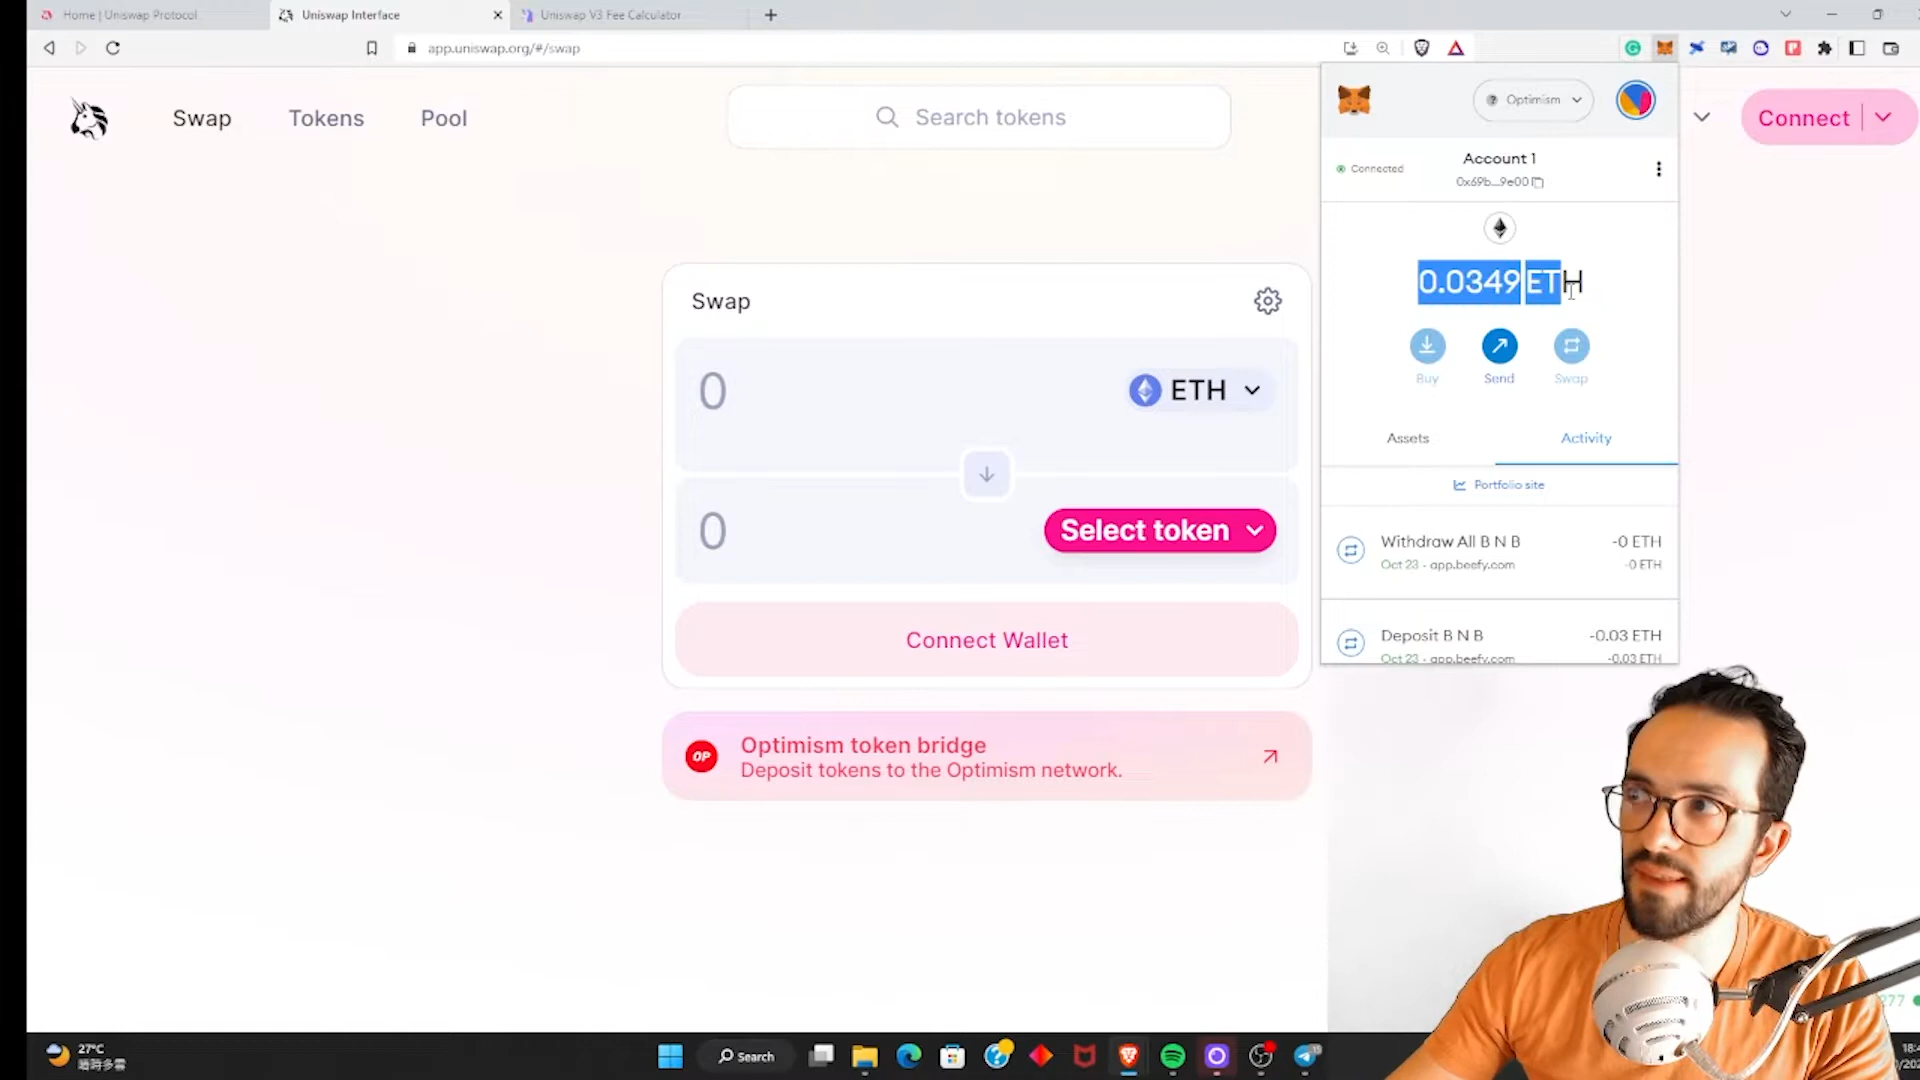 Home | Uniswap Protocol
Uniswap Interface
Uniswap V3 Fee Calculator
app.uniswap.org/#/swap
Swap
Tokens
Pool
Search tokens
Connect
Optimism
Connected
Account 1
0x69b...9e00
0.0349 ETH
Buy
Send
Swap
Assets
Activity
Portfolio site
Withdraw All B N B
-0 ETH
Oct 23 · app.beefy.com
-0 ETH
Deposit B N B
-0.03 ETH
Oct 23 · app.beefy.com
-0.03 ETH
Swap
0
ETH
0
Select token
Connect Wallet
OP
Optimism token bridge
Deposit tokens to the Optimism network.
27°C
晴時多雲
Search